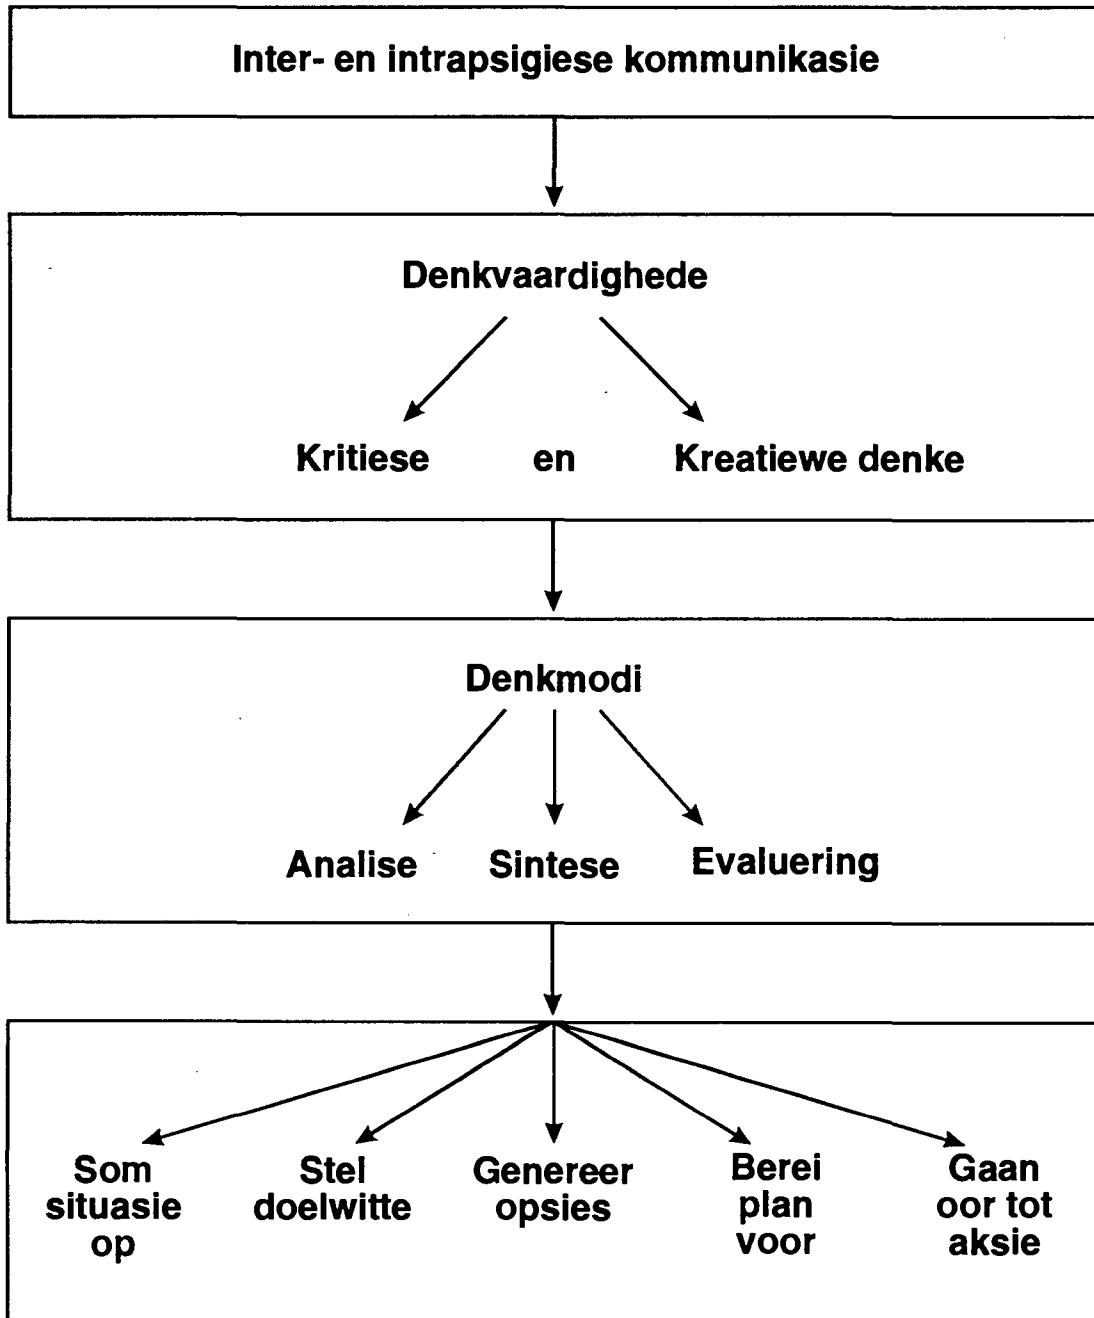 Inter- en intrapsigiese kommunikasie
Denkvaardighede
Kritiese en Kreatiewe denke
Denkmodi
Analise Sintese Evaluering
Som
situasie
op
Stel
doelwitte
Genereer
opsies
Berei
plan
voor
Gaan
oor tot
aksie